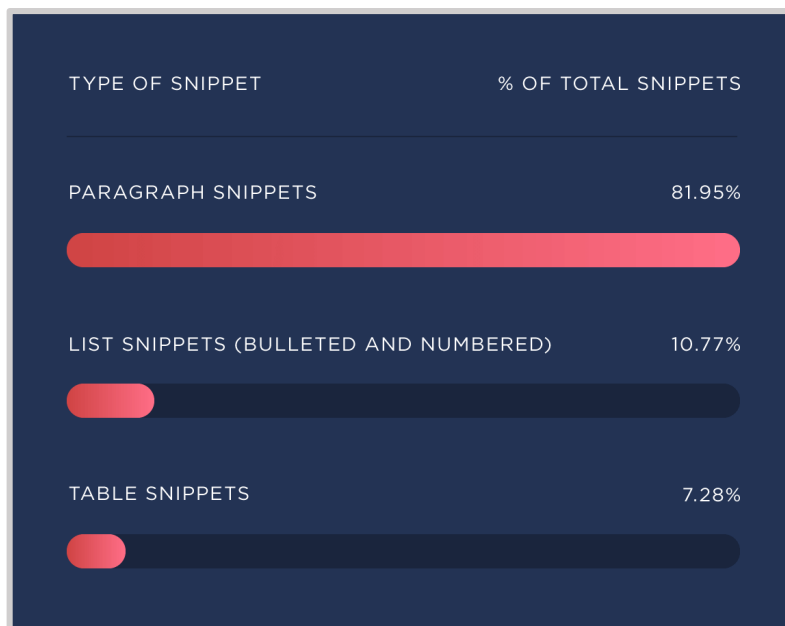 TYPE OF SNIPPET % OF TOTAL SNIPPETS
PARAGRAPH SNIPPETS 81.95%
LIST SNIPPETS (BULLETED AND NUMBERED) 10.77%
TABLE SNIPPETS 7.28%